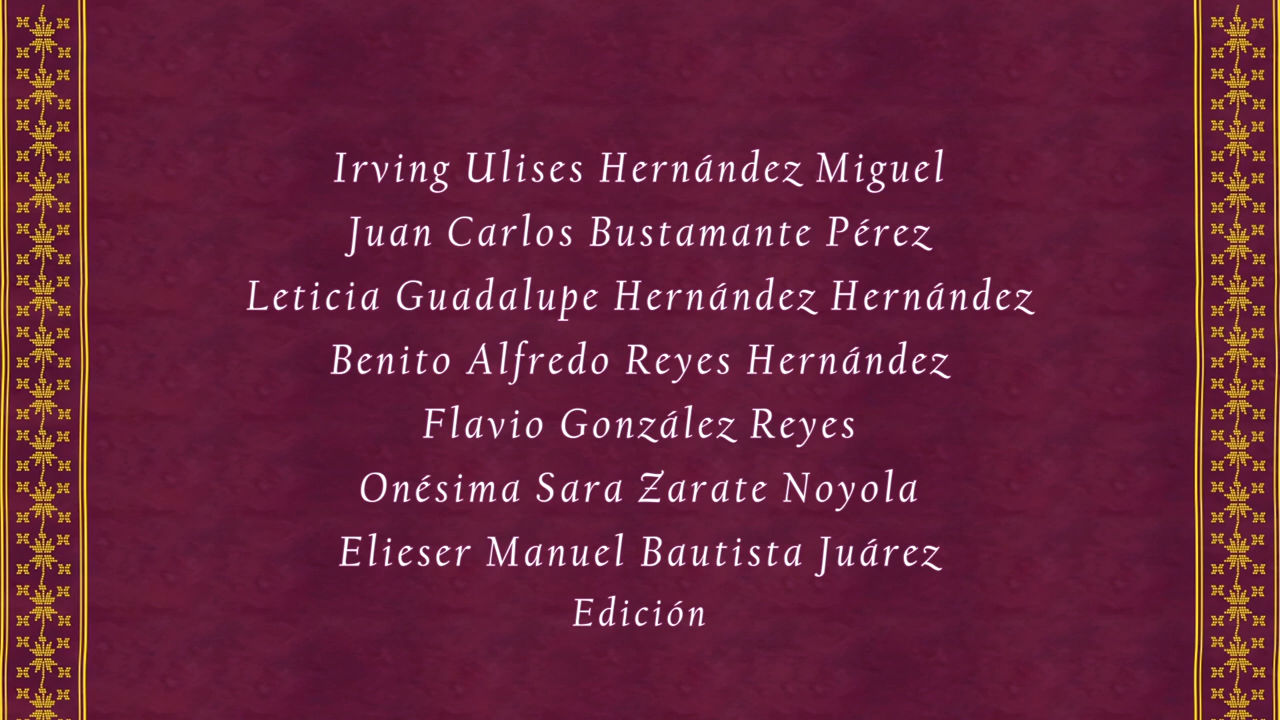 Irving Ulises Hernández Miguel
Juan Carlos Bustamante Pérez
Leticia Guadalupe Hernández Hernández
Benito Alfredo Reyes Hernández
Flavio González Reyes
Onésima Sara Zarate Noyola
Elieser Manuel Bautista Juárez
Edición